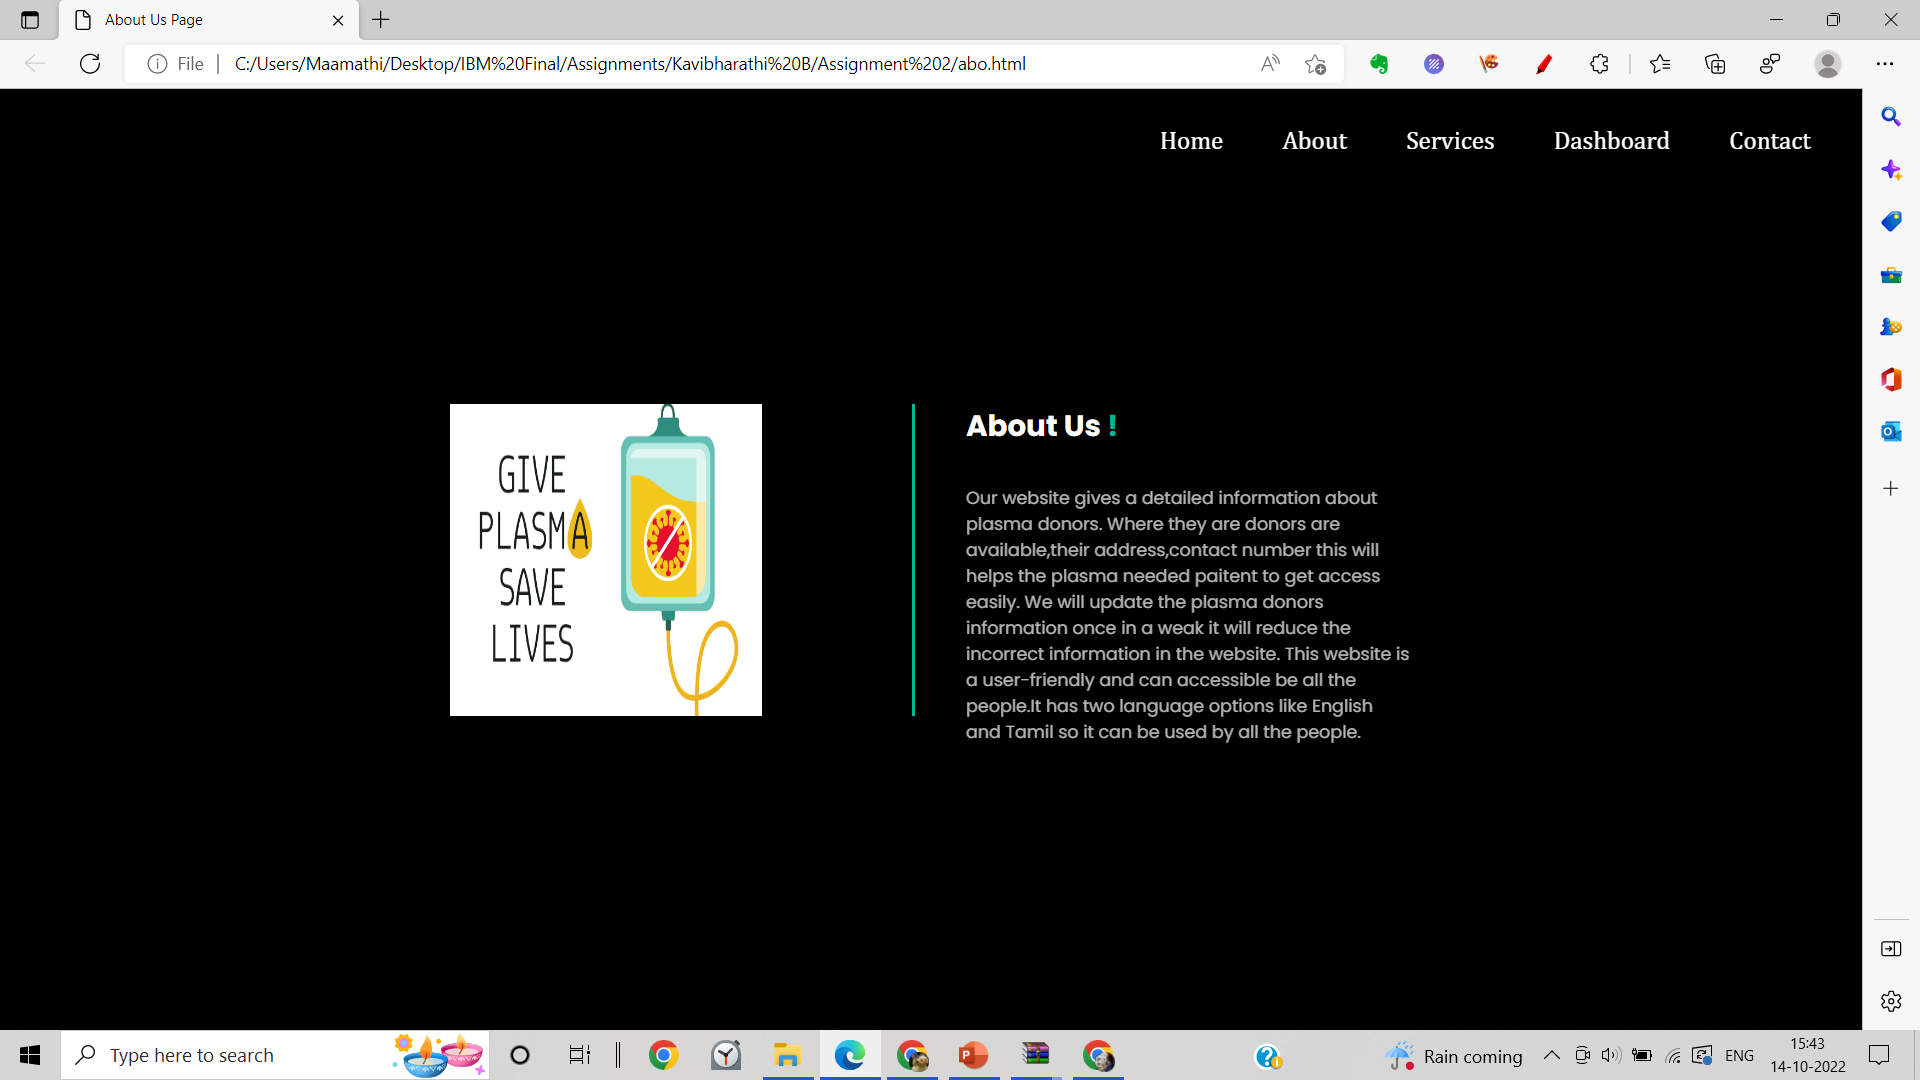 About Us Page
File
C:/Users/Maamathi/Desktop/IBM%20Final/Assignments/Kavibharathi%20B/Assignment%202/abo.html
Home About Services Dashboard Contact
GIVE
PLASMA
SAVE
LIVES
About Us !
Our website gives a detailed information about
plasma donors. Where they are donors are
available,their address,contact number this will
helps the plasma needed paitent to get access
easily. We will update the plasma donors
information once in a weak it will reduce the
incorrect information in the website. This website is
a user-friendly and can accessible be all the
people.It has two language options like English
and Tamil so it can be used by all the people.
Type here to search
Rain coming
ENG
15:43
14-10-2022